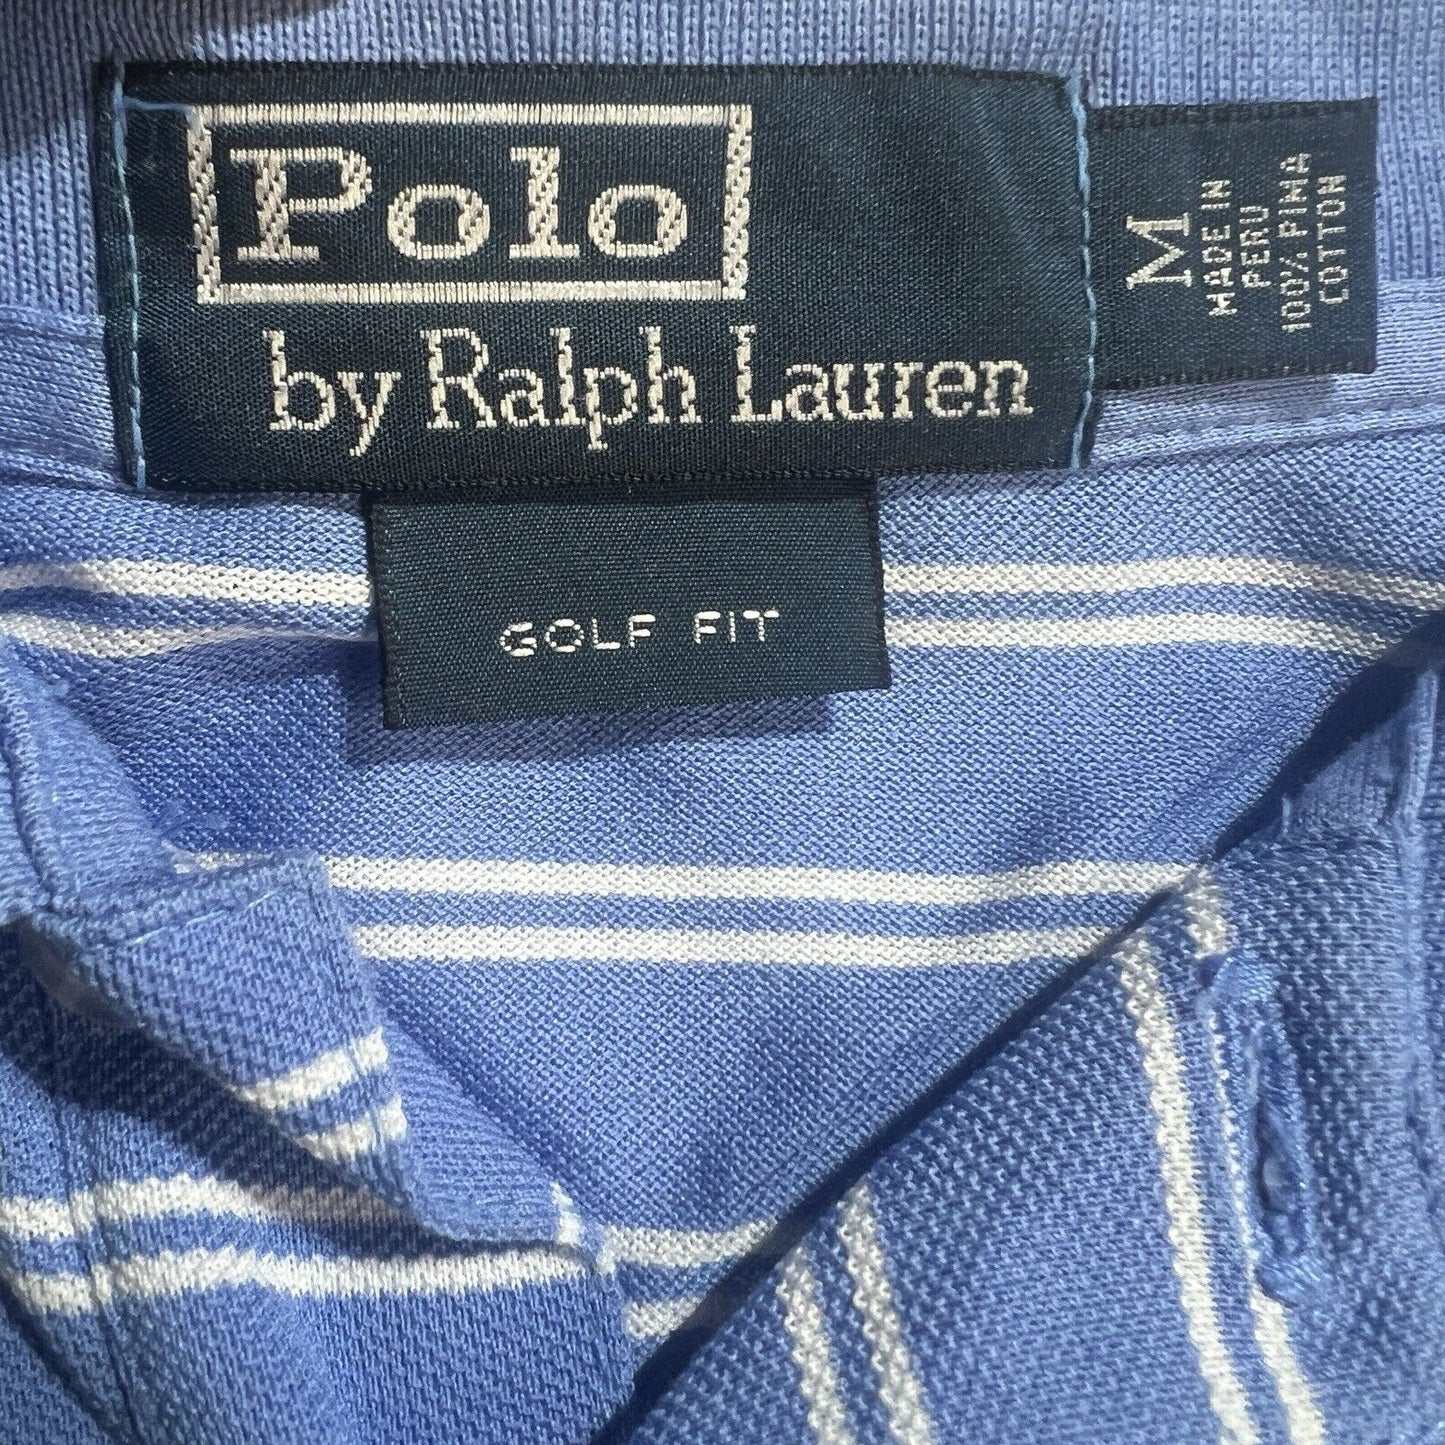 Polo
by Ralph Lauren
M
MADE IN
PERU
100% PIMA
COTTON
GOLF FIT